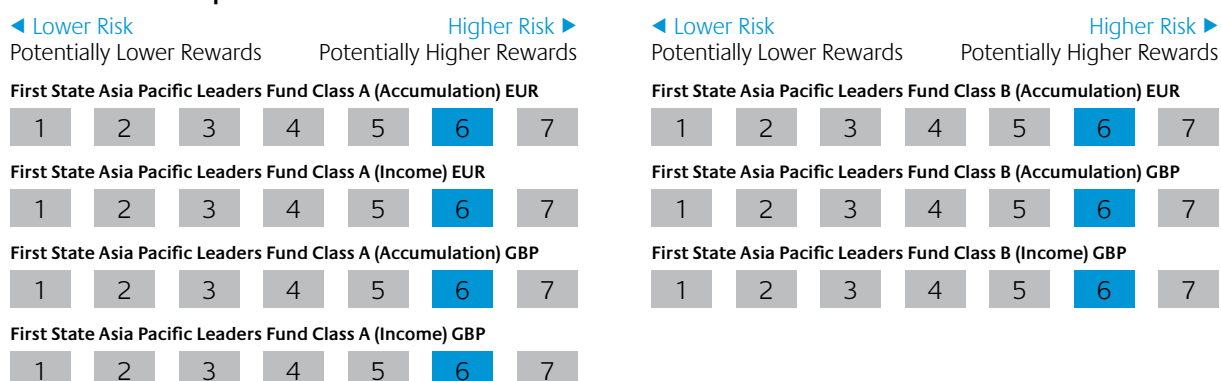 ◀ Lower Risk Higher Risk ▶
Potentially Lower Rewards Potentially Higher Rewards
First State Asia Pacific Leaders Fund Class A (Accumulation) EUR
1 2 3 4 5 6 7
First State Asia Pacific Leaders Fund Class A (Income) EUR
1 2 3 4 5 6 7
First State Asia Pacific Leaders Fund Class A (Accumulation) GBP
1 2 3 4 5 6 7
First State Asia Pacific Leaders Fund Class A (Income) GBP
1 2 3 4 5 6 7
◀ Lower Risk Higher Risk ▶
Potentially Lower Rewards Potentially Higher Rewards
First State Asia Pacific Leaders Fund Class B (Accumulation) EUR
1 2 3 4 5 6 7
First State Asia Pacific Leaders Fund Class B (Accumulation) GBP
1 2 3 4 5 6 7
First State Asia Pacific Leaders Fund Class B (Income) GBP
1 2 3 4 5 6 7